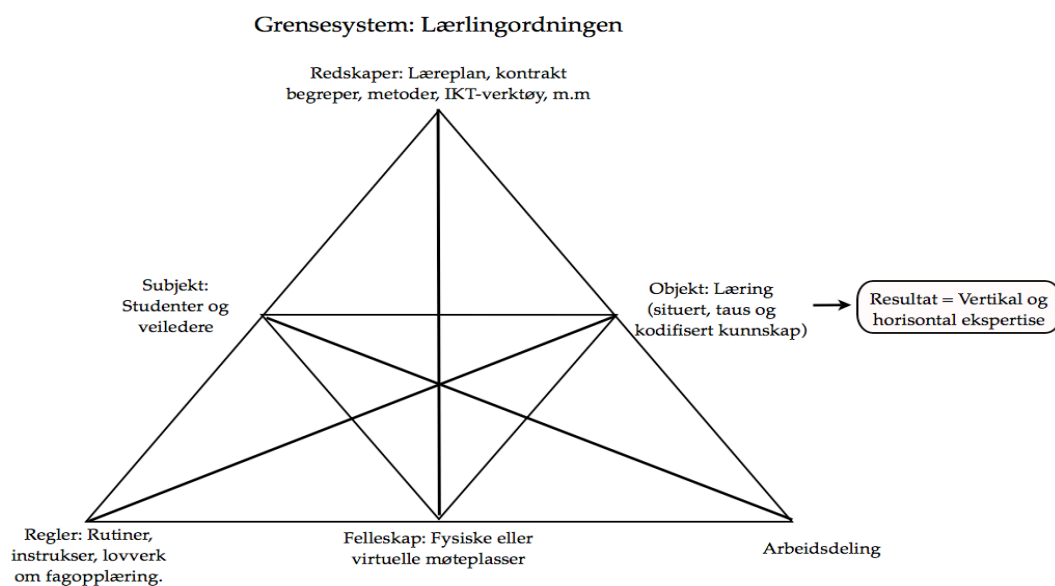 Grensesystem: Lærlingordningen
Redskaper: Læreplan, kontrakt
begreper, metoder, IKT-verktøy, m.m
Subjekt:
Studenter og
veiledere
Objekt: Læring
(situert, taus og
kodifisert kunnskap)
Resultat = Vertikal og
horisontal ekspertise
Regler: Rutiner,
instrukser, lovverk
om fagopplæring.
Felleskap: Fysiske eller
virtuelle møteplasser
Arbeidsdeling